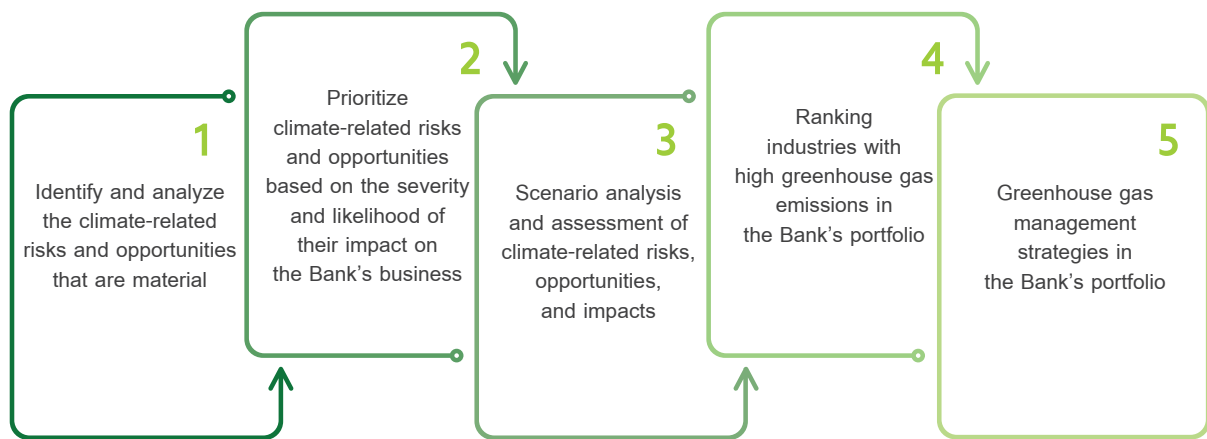 1
Identify and analyze
the climate-related
risks and opportunities
that are material
2
Prioritize
climate-related risks
and opportunities
based on the severity
and likelihood of
their impact on
the Bank’s business
3
Scenario analysis
and assessment of
climate-related risks,
opportunities,
and impacts
4
Ranking
industries with
high greenhouse gas
emissions in
the Bank’s portfolio
5
Greenhouse gas
management
strategies in
the Bank’s portfolio